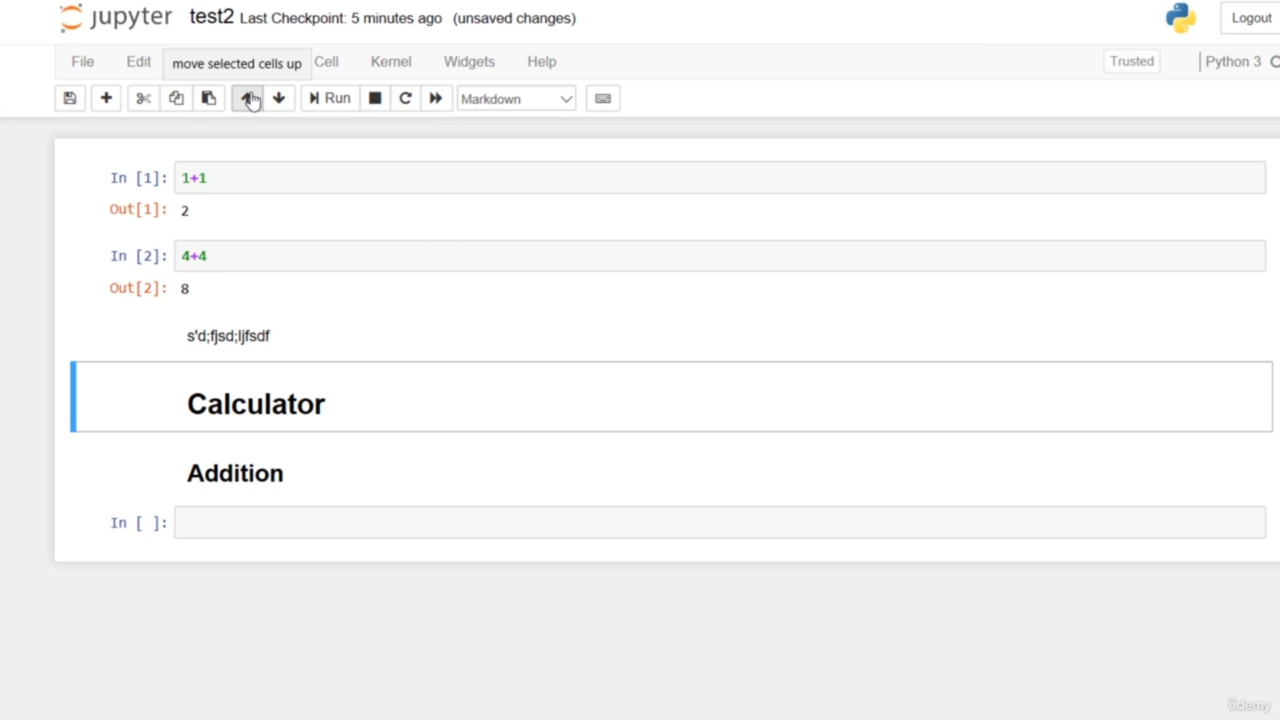 jupyter test2 Last Checkpoint: 5 minutes ago (unsaved changes) Logout
File Edit move selected cells up Cell Kernel Widgets Help Trusted Python 3
Run Markdown
In [1]: 1+1
Out[1]: 2
In [2]: 4+4
Out[2]: 8
s'd;fjsd;ljfsdf
Calculator
Addition
In [ ]:
ûdemy